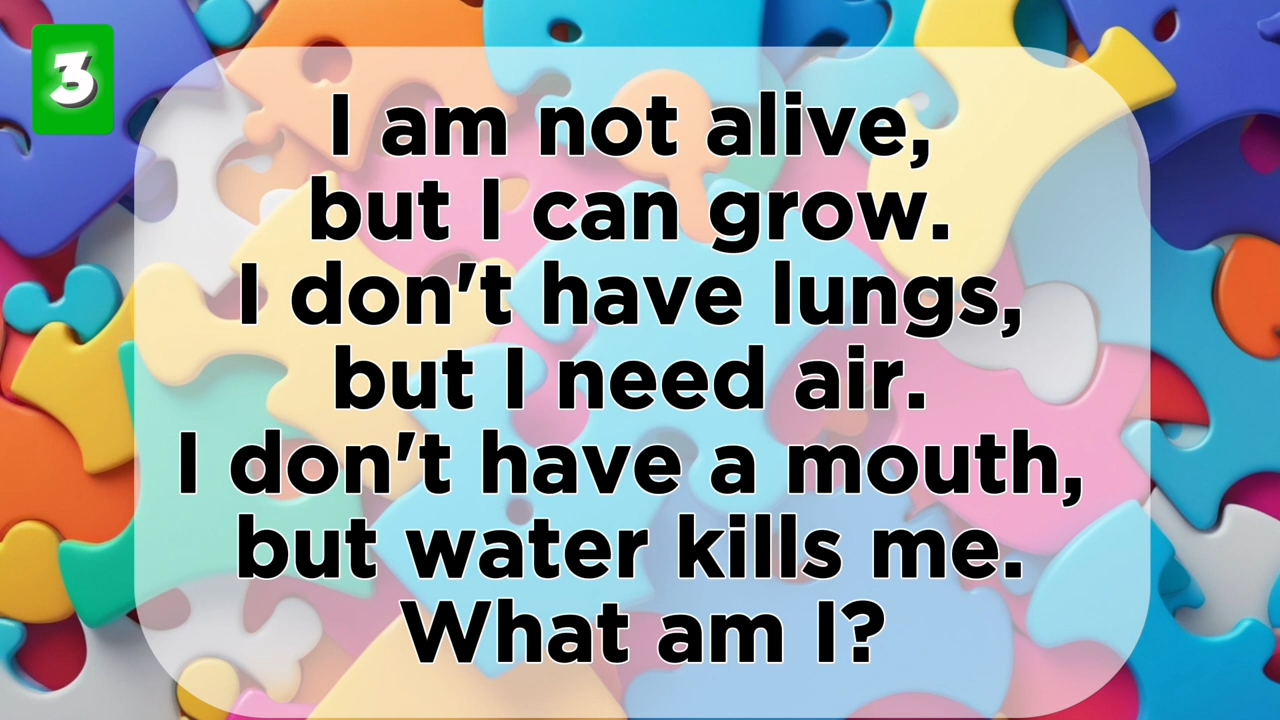 3
I am not alive,
but I can grow.
I don't have lungs,
but I need air.
I don't have a mouth,
but water kills me.
What am I?